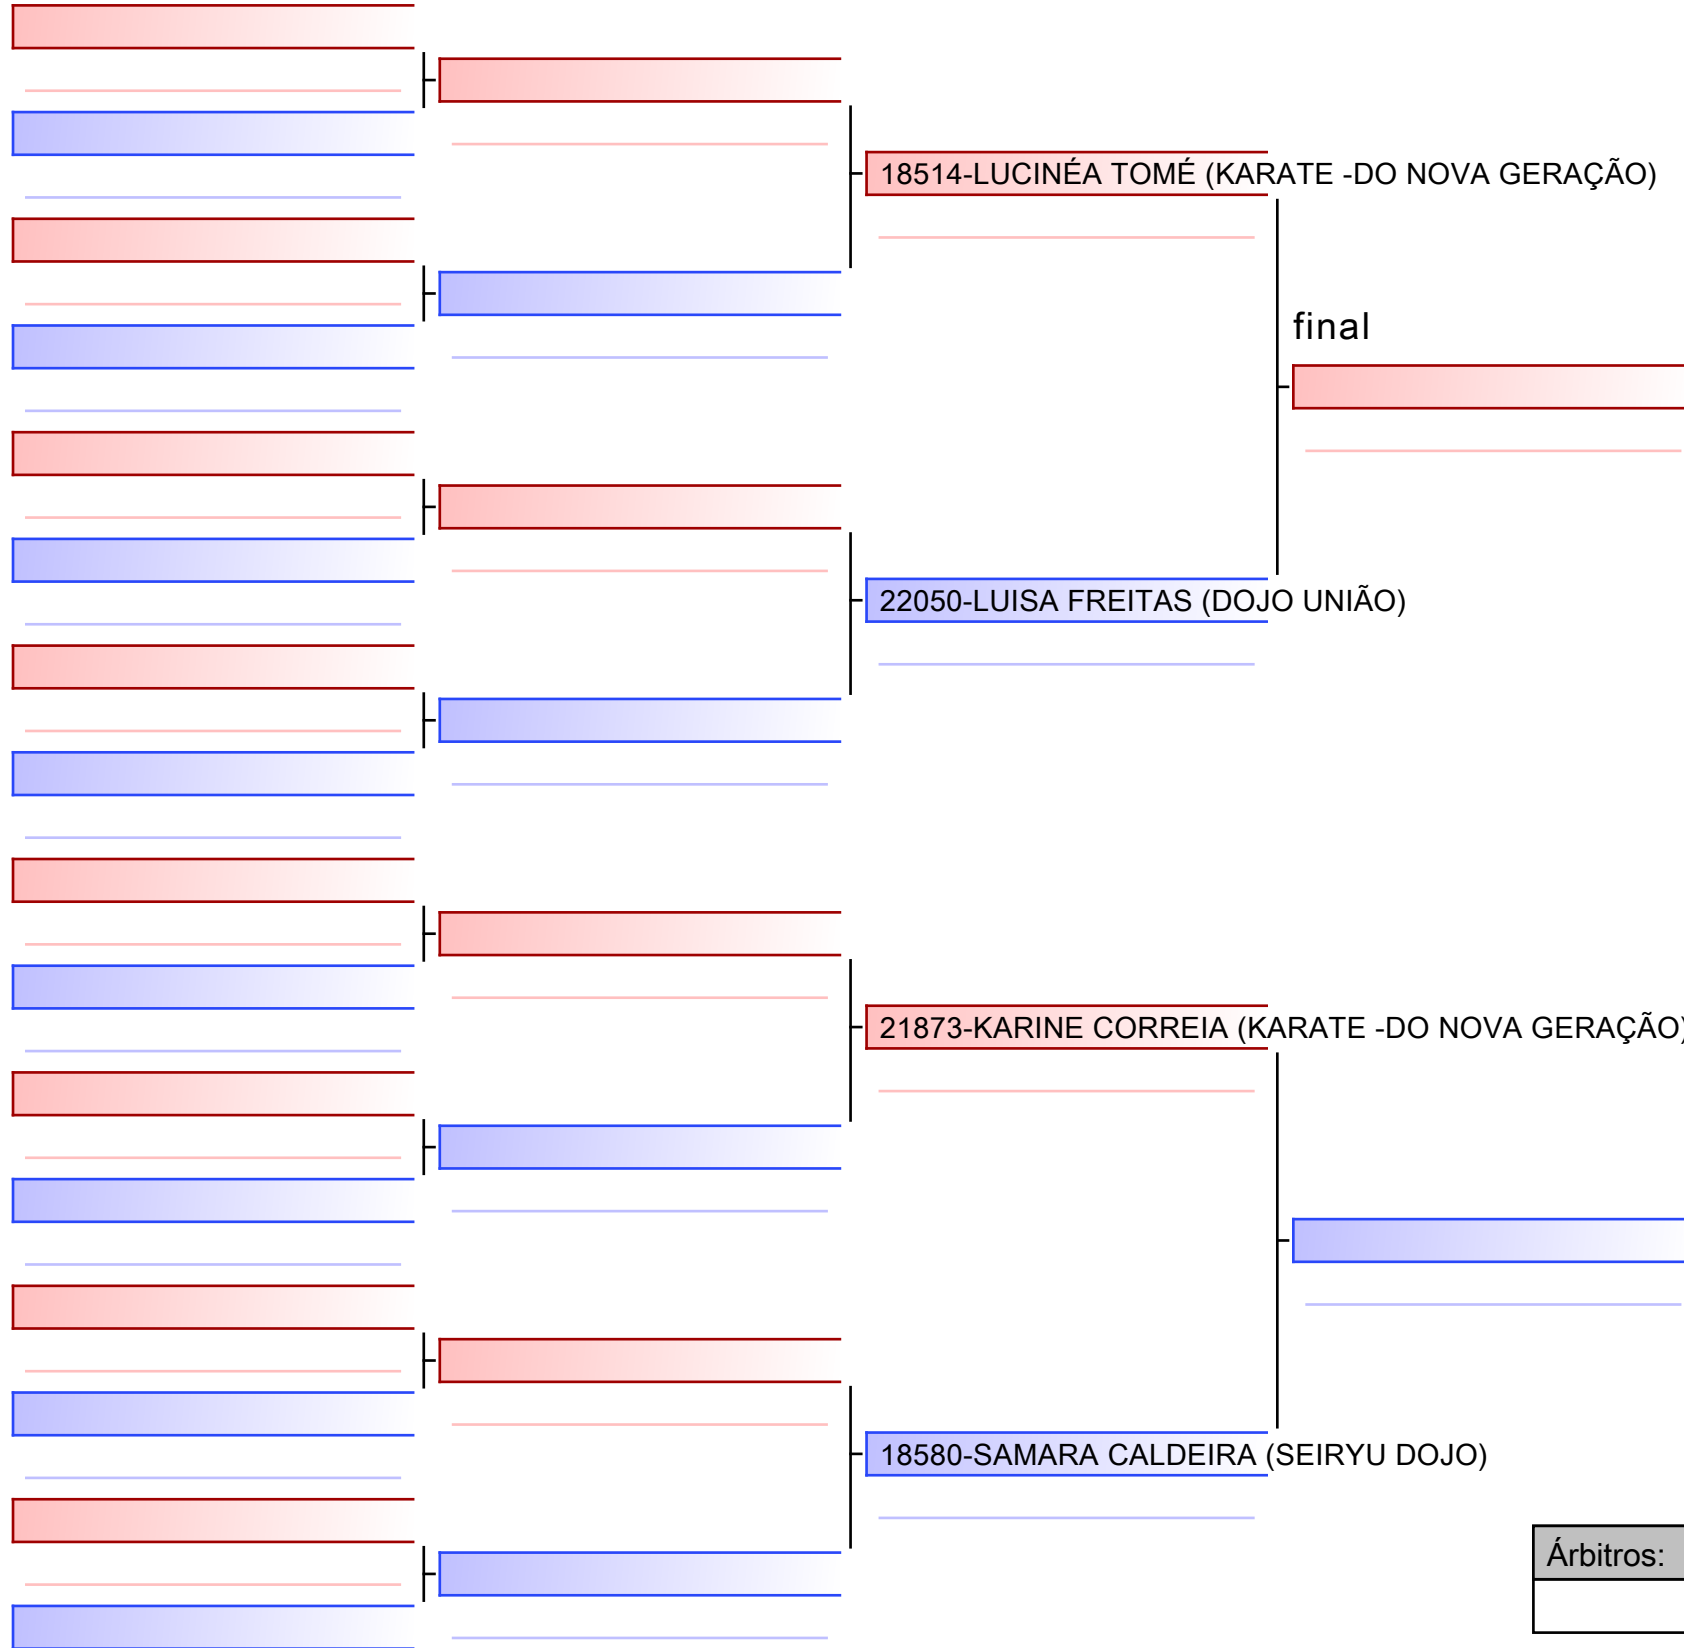 18514-LUCINÉA TOMÉ (KARATE -DO NOVA GERAÇÃO)
final
22050-LUISA FREITAS (DOJO UNIÃO)
21873-KARINE CORREIA (KARATE -DO NOVA GERAÇÃO)
18580-SAMARA CALDEIRA (SEIRYU DOJO)
Árbitros: